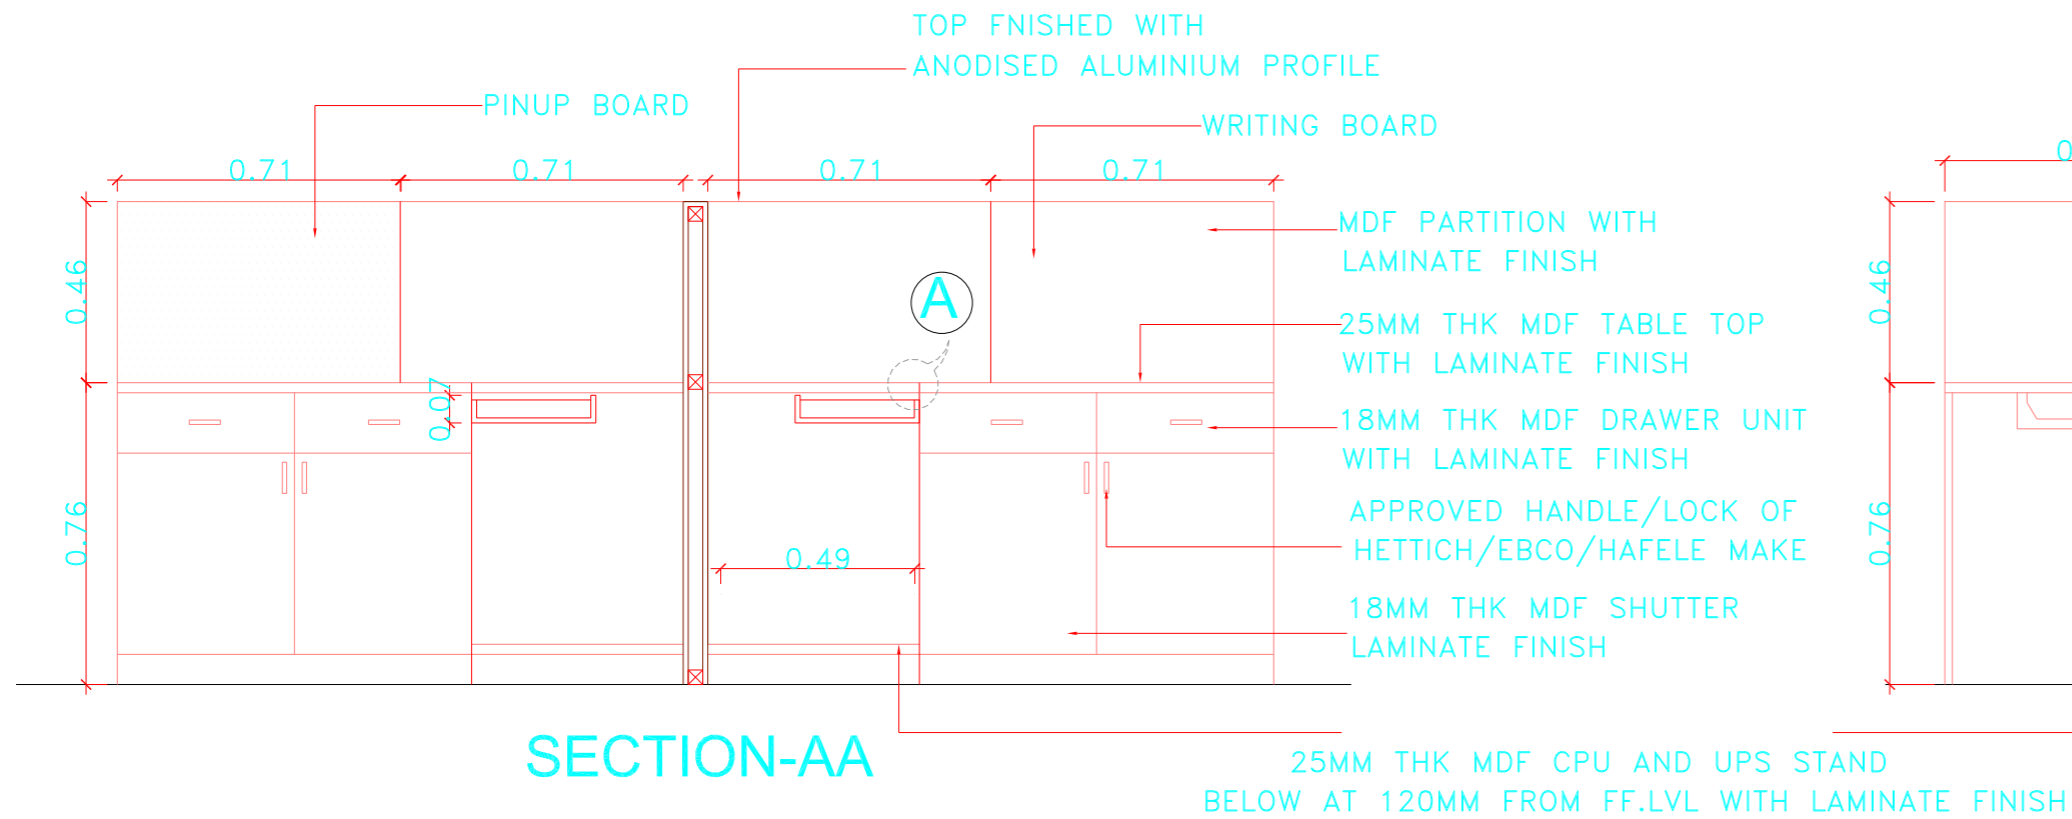 TOP FNISHED WITH
ANODISED ALUMINIUM PROFILE
PINUP BOARD
WRITING BOARD
0.71
0.71
0.71
0.71
MDF PARTITION WITH
LAMINATE FINISH
0.46
A
0.46
25MM THK MDF TABLE TOP
WITH LAMINATE FINISH
0.07
18MM THK MDF DRAWER UNIT
WITH LAMINATE FINISH
0.76
0.49
0.76
APPROVED HANDLE/LOCK OF
HETTICH/EBCO/HAFELE MAKE
18MM THK MDF SHUTTER
LAMINATE FINISH
SECTION-AA
25MM THK MDF CPU AND UPS STAND
BELOW AT 120MM FROM FF.LVL WITH LAMINATE FINISH